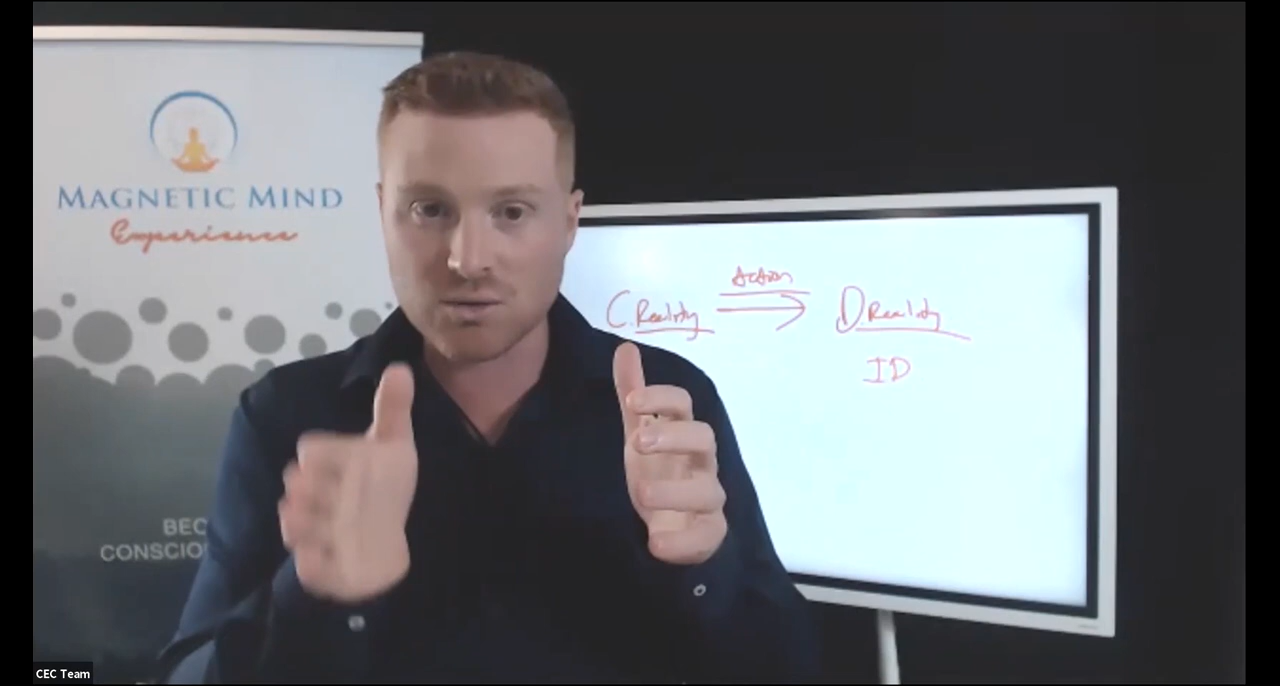 MAGNETIC MIND
Experience
BEC
CONSCIO
Action
C.Reality
D.Reality
ID
CEC Team